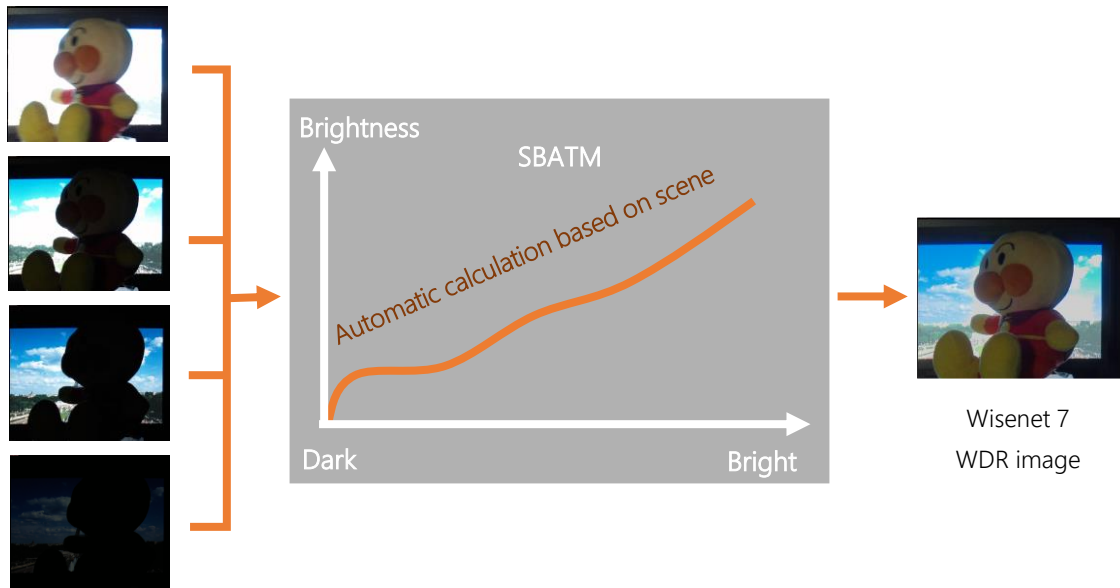 Brightness
SBATM
Automatic calculation based on scene
Dark
Bright
Wisenet 7
WDR image